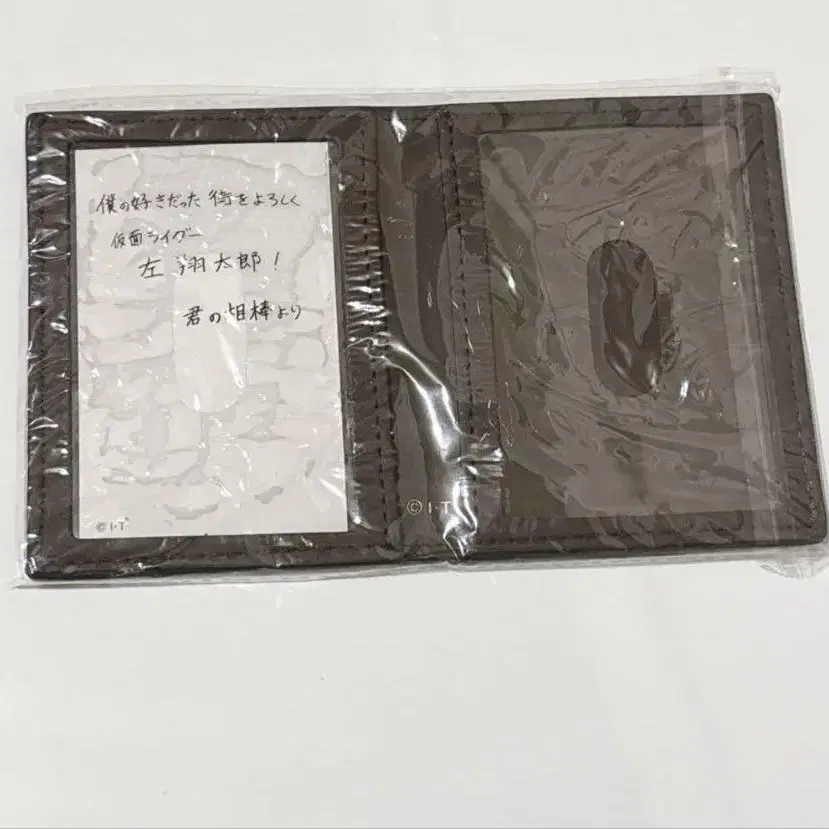 僕の好きだった街をよろしく
仮面ライダー
左 翔太郎！
君の相棒より
©I・T
©I・T